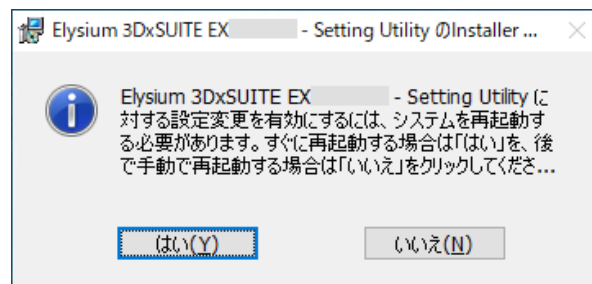 Elysium 3DxSUITE EX - Setting Utility のInstaller ...
Elysium 3DxSUITE EX - Setting Utility に
対する設定変更を有効にするには、システムを再起動す
る必要があります。すぐに再起動する場合は「はい」を、後
で手動で再起動する場合は「いいえ」をクリックしてくださ...
はい(Y)
いいえ(N)